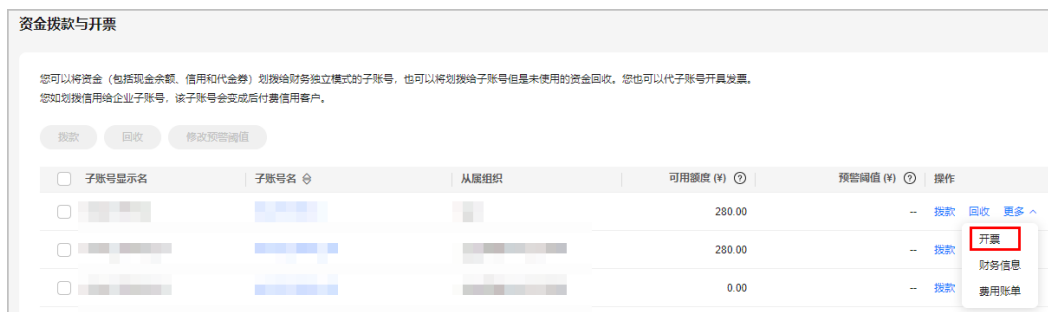 资金拨款与开票
您可以将资金（包括现金余额、信用和代金券）划拨给财务独立模式的子账号，也可以将划拨给子账号但是未使用的资金回收。您也可以代子账号开具发票。
您如划拨信用给企业子账号，该子账号会变成后付费信用客户。
拨款 回收 修改预警阈值
子账号显示名 子账号名 从属组织 可用额度 (¥) 预警阈值 (¥) 操作
280.00 -- 拨款 回收 更多
开票
280.00 -- 拨款
财务信息
0.00 -- 拨款
费用账单